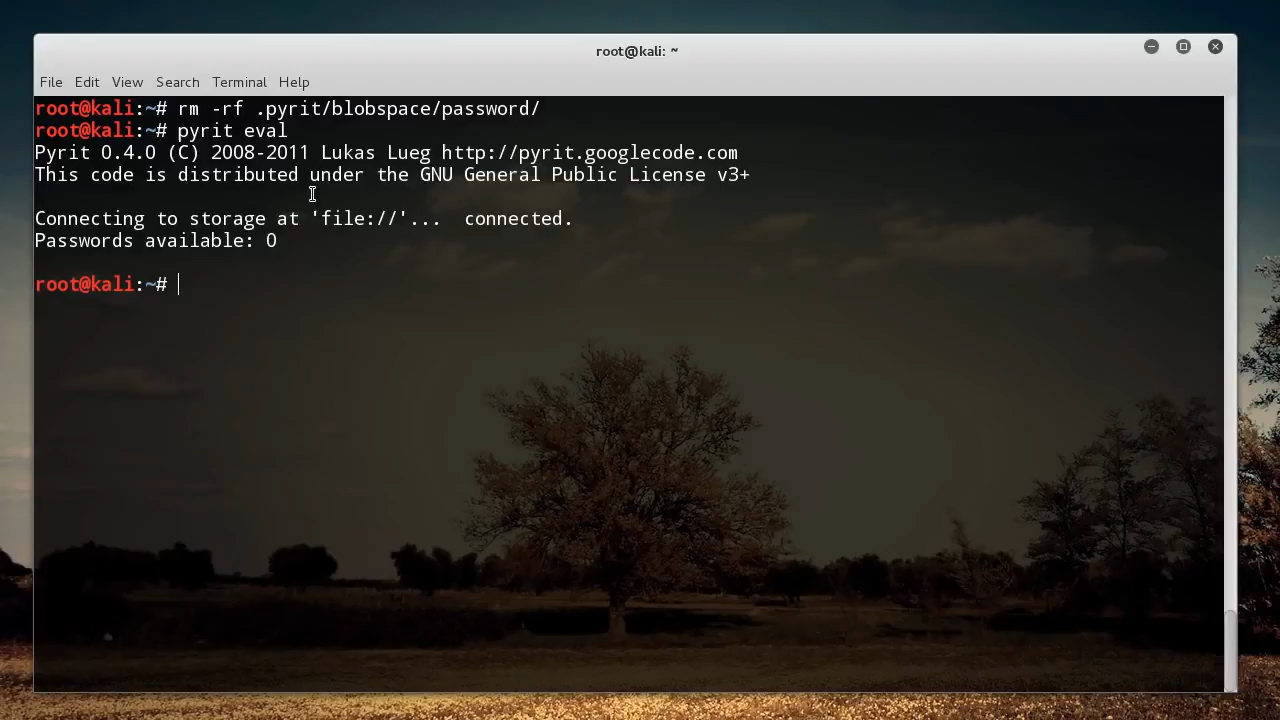 root@kali: ~
File Edit View Search Terminal Help
root@kali:~# rm -rf .pyrit/blobspace/password/
root@kali:~# pyrit eval
Pyrit 0.4.0 (C) 2008-2011 Lukas Lueg http://pyrit.googlecode.com
This code is distributed under the GNU General Public License v3+
Connecting to storage at 'file://'...  connected.
Passwords available: 0
root@kali:~#